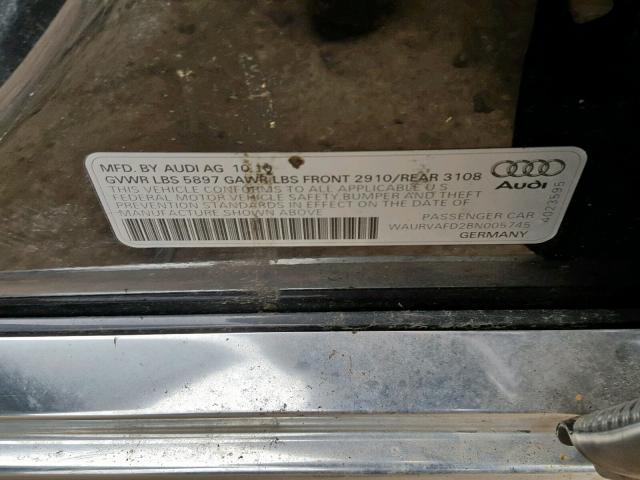 MFD. BY AUDI AG 10.10
GVWR LBS 5897 GAWR LBS FRONT 2910/REAR 3108
THIS VEHICLE CONFORMS TO ALL APPLICABLE U S
FEDERAL MOTOR VEHICLE SAFETY BUMPER AND THEFT
PREVENTION STANDARDS IN EFFECT ON THE DATE OF
MANUFACTURE SHOWN ABOVE
PASSENGER CAR
WAURVAFD2BN005745
GERMANY
Audi
4023595